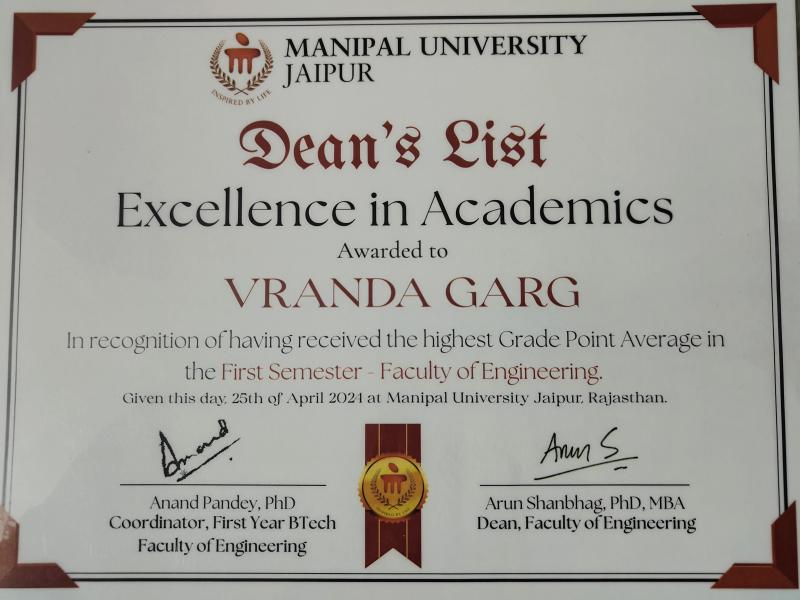 MANIPAL UNIVERSITY
JAIPUR
INSPIRED BY LIFE
Dean's List
Excellence in Academics
Awarded to
VRANDA GARG
In recognition of having received the highest Grade Point Average in
the First Semester - Faculty of Engineering.
Given this day, 25th of April 2024 at Manipal University Jaipur, Rajasthan.
Anand
Arun S
INSPIRED BY LIFE
Anand Pandey, PhD
Coordinator, First Year BTech
Faculty of Engineering
Arun Shanbhag, PhD, MBA
Dean, Faculty of Engineering